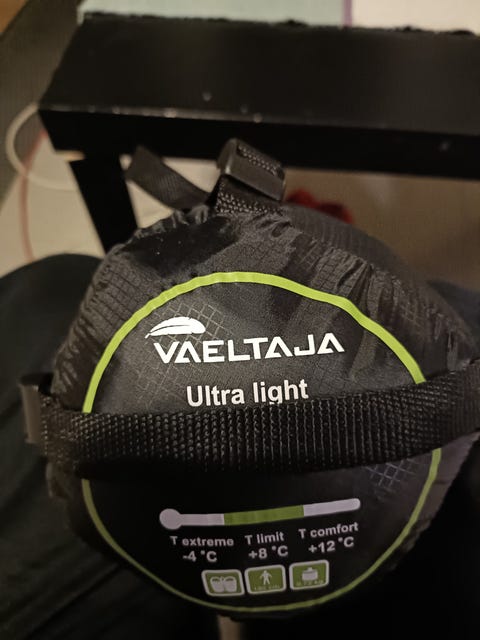 VAELTAJA
Ultra light
T extreme T limit T comfort
-4 °C +8 °C +12 °C